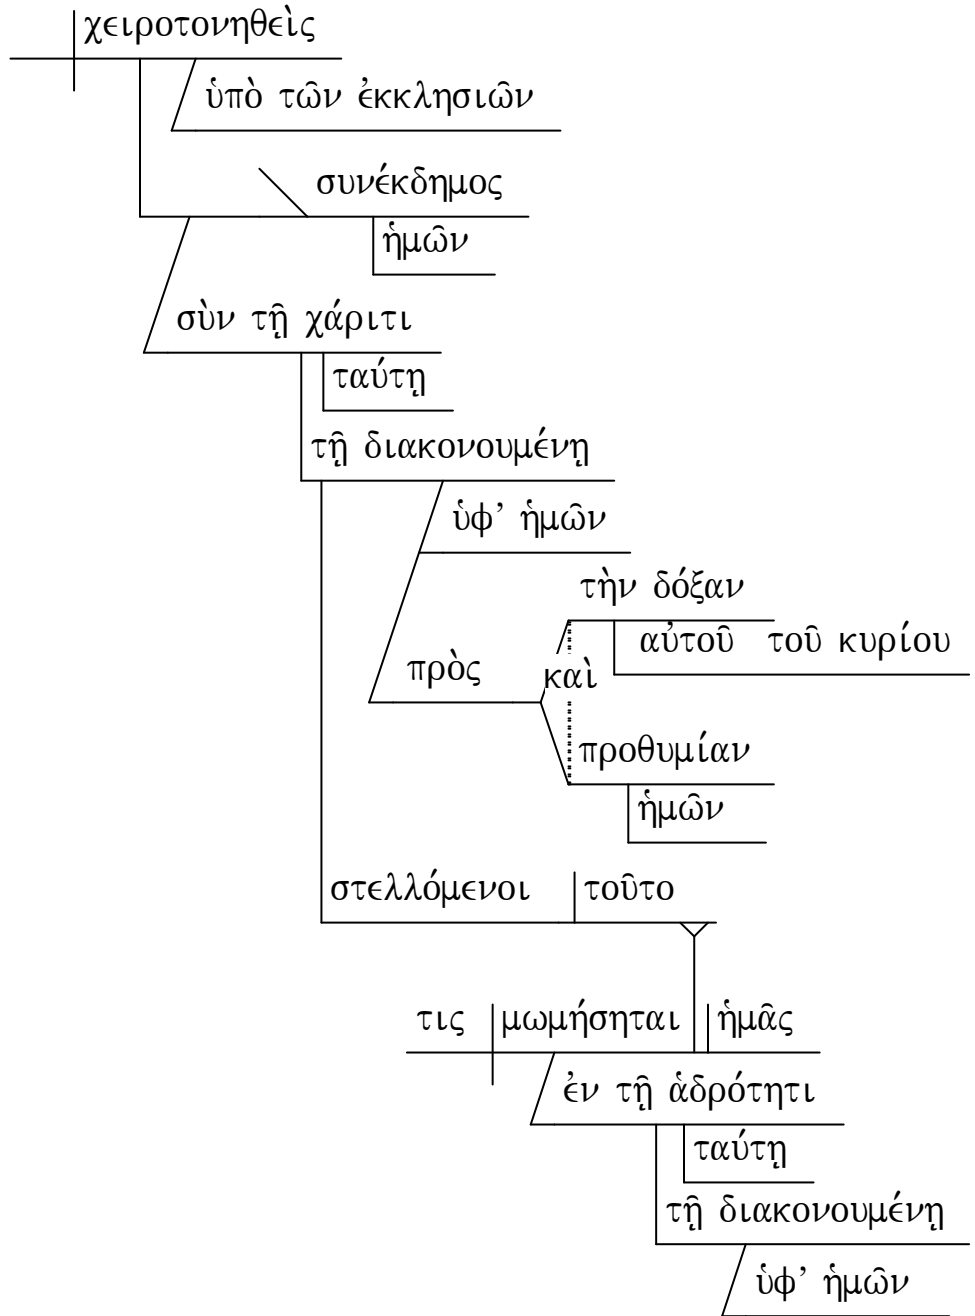 χειροτονηθεὶς
ὑπὸ τῶν ἐκκλησιῶν
συνέκδημος
ἡμῶν
σὺν τῇ χάριτι
ταύτῃ
τῇ διακονουμένῃ
ὑφ’ ἡμῶν
τὴν δόξαν
αὐτοῦ τοῦ κυρίου
πρὸς καὶ
προθυμίαν
ἡμῶν
στελλόμενοι τοῦτο
τις μωμήσηται ἡμᾶς
ἐν τῇ ἁδρότητι
ταύτῃ
τῇ διακονουμένῃ
ὑφ’ ἡμῶν